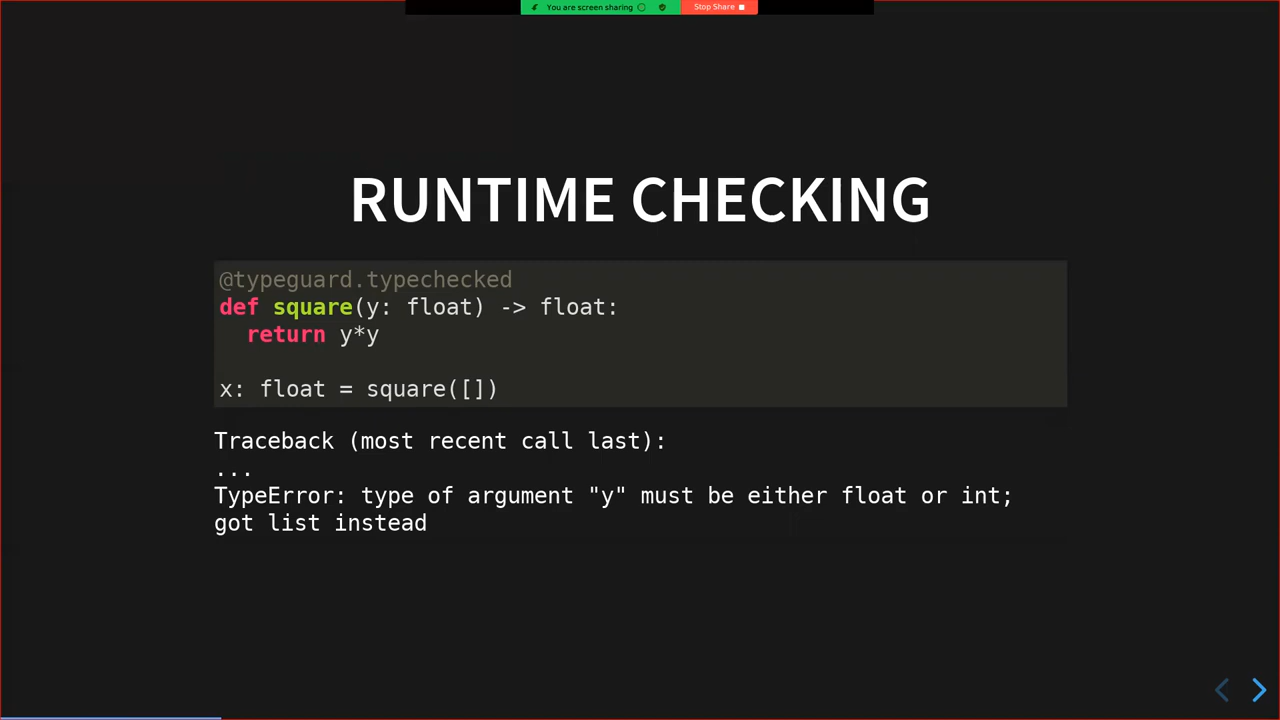 You are screen sharing
Stop Share
RUNTIME CHECKING
@typeguard.typechecked
def square(y: float) -> float:
  return y*y
x: float = square([])
Traceback (most recent call last):
...
TypeError: type of argument "y" must be either float or int;
got list instead